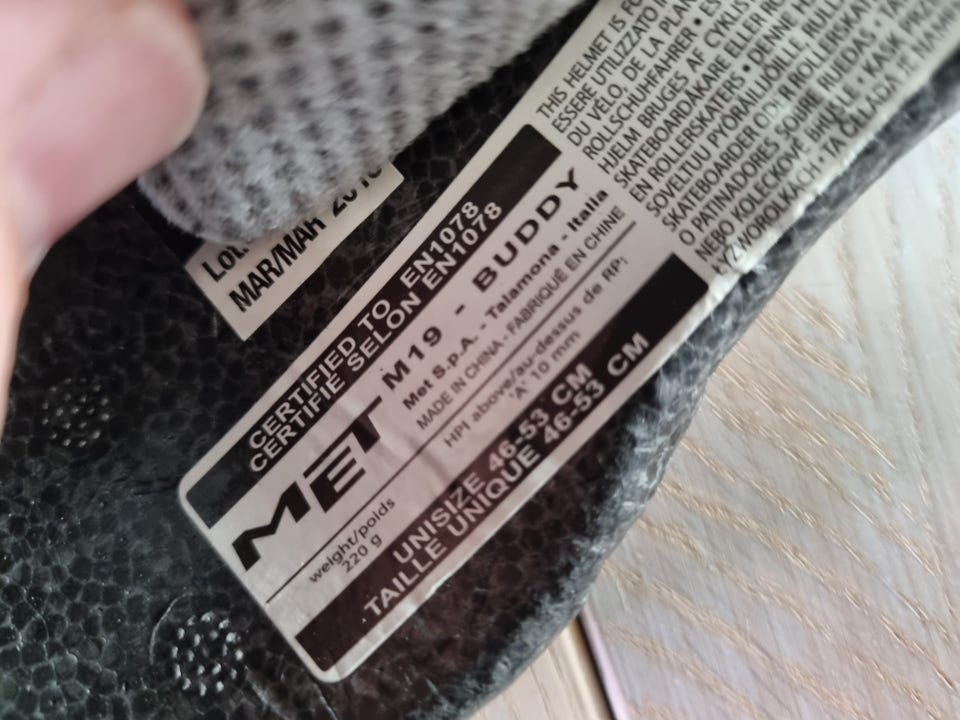 MAR/MAR
CERTIFIED TO EN1078
CERTIFIÉ SELON EN1078
MET
M19 - BUDDY
Met S.p.A. - Talamona - Italia
MADE IN CHINA - FABRIQUÉ EN CHINE
HPI above/au-dessus de RP:
'A' 10 mm
weight/poids
220 g
UNISIZE 46-53 CM
TAILLE UNIQUE 46-53 CM
THIS HELMET IS
ESSERE UTILIZZATO
DU VÉLO, DE LA
ROLLSCHUHFAHRER •
HJELM BRUGES AF
SKATEBOARDÅKARE ELLER
EN ROLLERSKATERS • DENNE
SOVELTUU PYÖRÄILIJÖILLE,
SKATEBOARDER ODER ROLLERSKAT
O PATINADORES SOBRE RUEDAS •
NEBO KOLEČKOVÉ BRUSLE • KASK